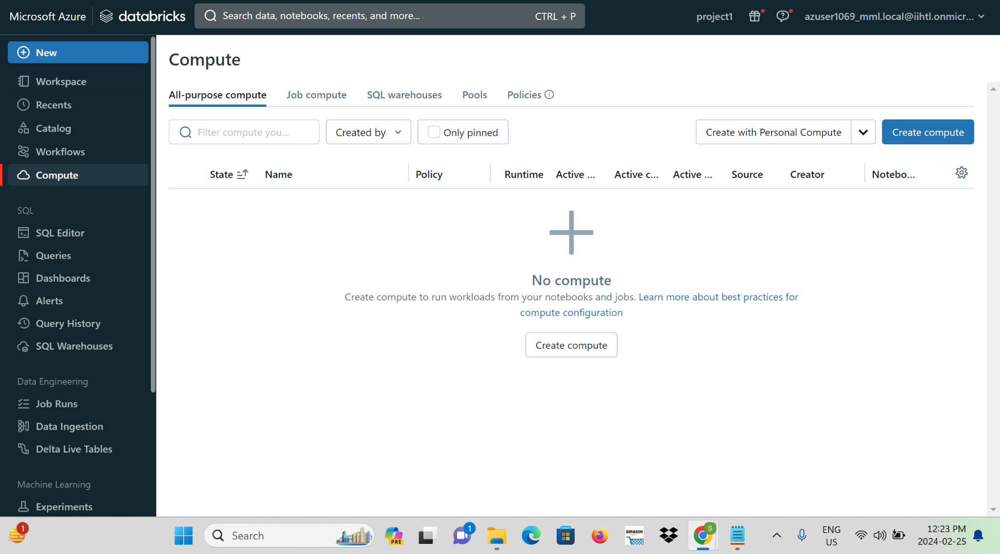 Microsoft Azure databricks Search data, notebooks, recents, and more... CTRL + P project1 azuser1069_mml.local@iihtl.onmicr...
New
Workspace
Recents
Catalog
Workflows
Compute
SQL
SQL Editor
Queries
Dashboards
Alerts
Query History
SQL Warehouses
Data Engineering
Job Runs
Data Ingestion
Delta Live Tables
Machine Learning
Experiments
Compute
All-purpose compute Job compute SQL warehouses Pools Policies
Filter compute you... Created by Only pinned Create with Personal Compute Create compute
State Name Policy Runtime Active ... Active c... Active ... Source Creator Notebo...
No compute
Create compute to run workloads from your notebooks and jobs. Learn more about best practices for
compute configuration
Create compute
1 Search PRE 1 amazon S ENG 12:23 PM
US 2024-02-25